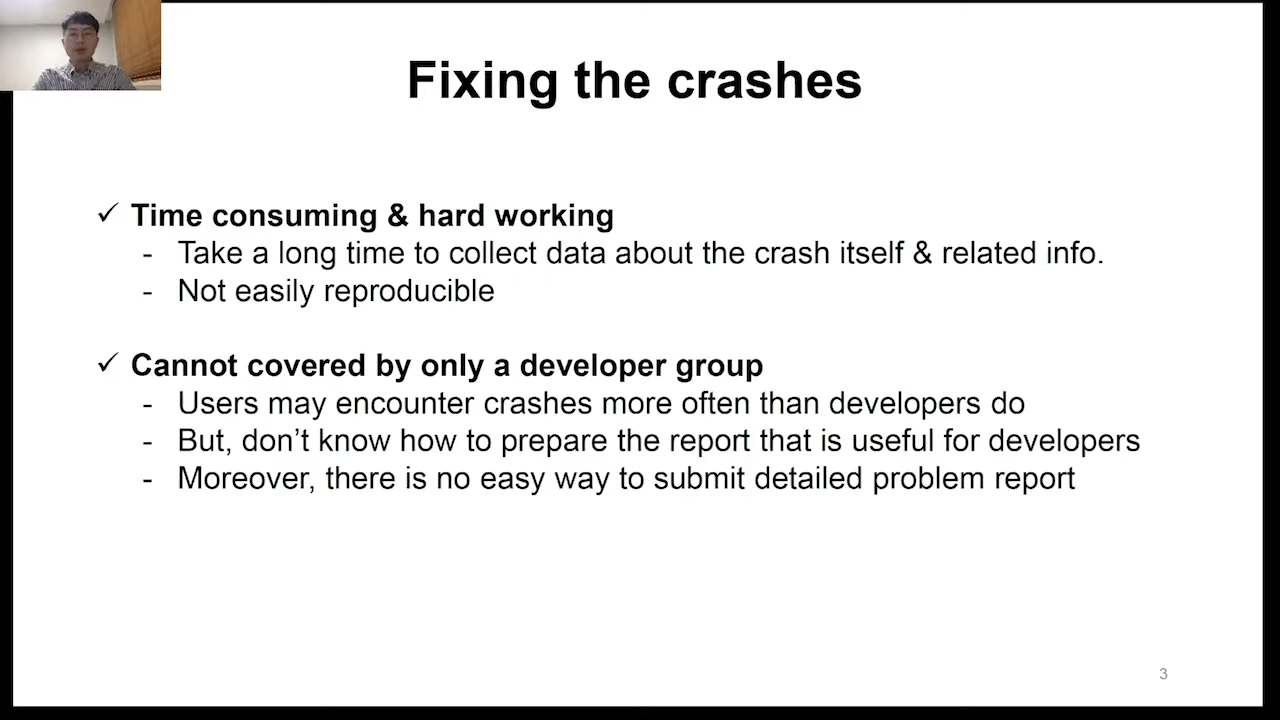 Fixing the crashes
✓ Time consuming & hard working
- Take a long time to collect data about the crash itself & related info.
- Not easily reproducible
✓ Cannot covered by only a developer group
- Users may encounter crashes more often than developers do
- But, don’t know how to prepare the report that is useful for developers
- Moreover, there is no easy way to submit detailed problem report
3